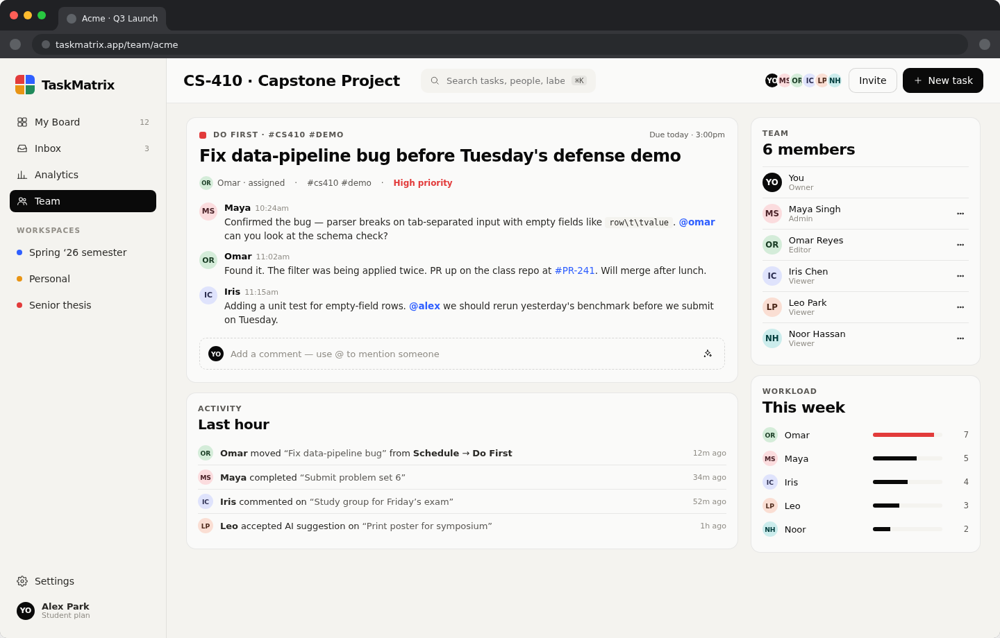 Acme · Q3 Launch
taskmatrix.app/team/acme
TaskMatrix
My Board 12
Inbox 3
Analytics
Team
WORKSPACES
Spring ‘26 semester
Personal
Senior thesis
Settings
YO Alex Park
Student plan
CS-410 · Capstone Project
Search tasks, people, labe ⌘K
YO MS OR IC LP NH
Invite
+ New task
DO FIRST · #CS410 #DEMO
Due today · 3:00pm
Fix data-pipeline bug before Tuesday's defense demo
OR Omar · assigned · #cs410 #demo · High priority
MS Maya 10:24am
Confirmed the bug — parser breaks on tab-separated input with empty fields like row\t\tvalue . @omar
can you look at the schema check?
OR Omar 11:02am
Found it. The filter was being applied twice. PR up on the class repo at #PR-241. Will merge after lunch.
IC Iris 11:15am
Adding a unit test for empty-field rows. @alex we should rerun yesterday's benchmark before we submit
on Tuesday.
YO Add a comment — use @ to mention someone
ACTIVITY
Last hour
OR Omar moved “Fix data-pipeline bug” from Schedule → Do First 12m ago
MS Maya completed “Submit problem set 6” 34m ago
IC Iris commented on “Study group for Friday’s exam” 52m ago
LP Leo accepted AI suggestion on “Print poster for symposium” 1h ago
TEAM
6 members
YO You
Owner
MS Maya Singh
Admin
OR Omar Reyes
Editor
IC Iris Chen
Viewer
LP Leo Park
Viewer
NH Noor Hassan
Viewer
WORKLOAD
This week
OR Omar 7
MS Maya 5
IC Iris 4
LP Leo 3
NH Noor 2